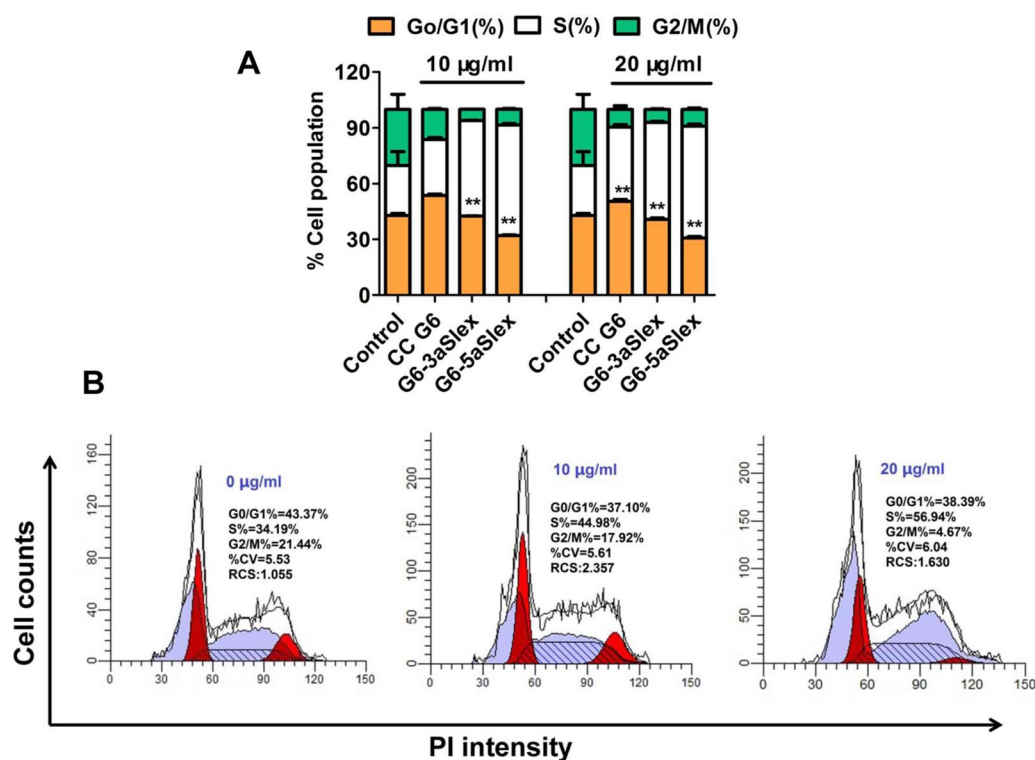 Go/G1(%) S(%) G2/M(%)
A
10 µg/ml 20 µg/ml
% Cell population
120
90
60
30
0
Control CC G6 G6-3aSlex G6-5aSlex Control CC G6 G6-3aSlex G6-5aSlex
** ** ** ** **
B
Cell counts
160
120
80
40
0
0 µg/ml
G0/G1%=43.37%
S%=34.19%
G2/M%=21.44%
%CV=5.53
RCS:1.055
0 30 60 90 120 150
200
150
100
50
0
10 µg/ml
G0/G1%=37.10%
S%=44.98%
G2/M%=17.92%
%CV=5.61
RCS:2.357
0 30 60 90 120 150
200
150
100
50
0
20 µg/ml
G0/G1%=38.39%
S%=56.94%
G2/M%=4.67%
%CV=6.04
RCS:1.630
0 30 60 90 120 150
PI intensity